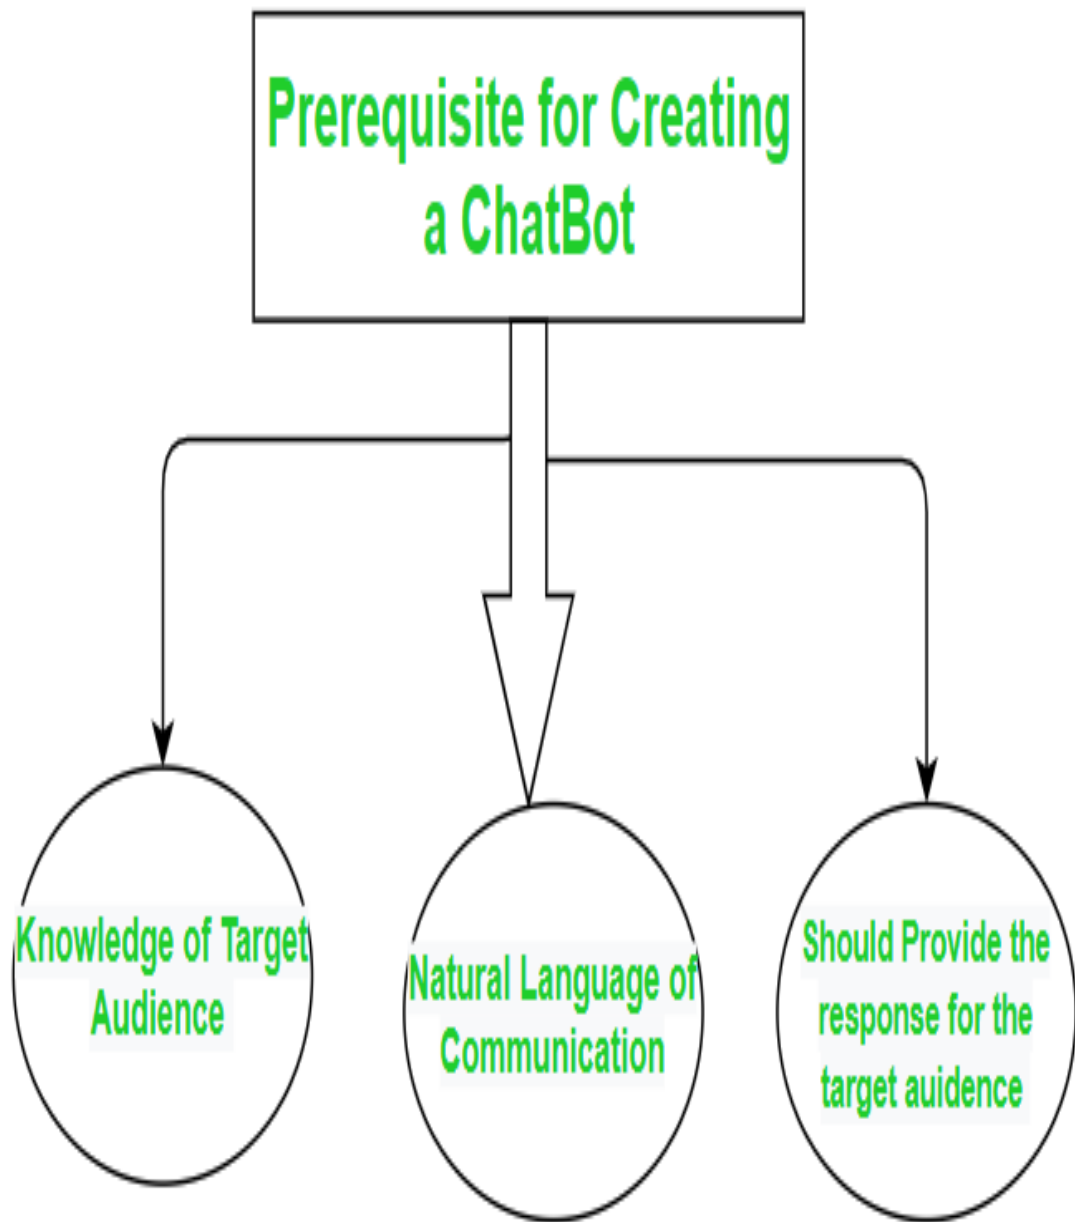 Prerequisite for Creating
a ChatBot
Knowledge of Target
Audience
Natural Language of
Communication
Should Provide the
response for the
target auidence